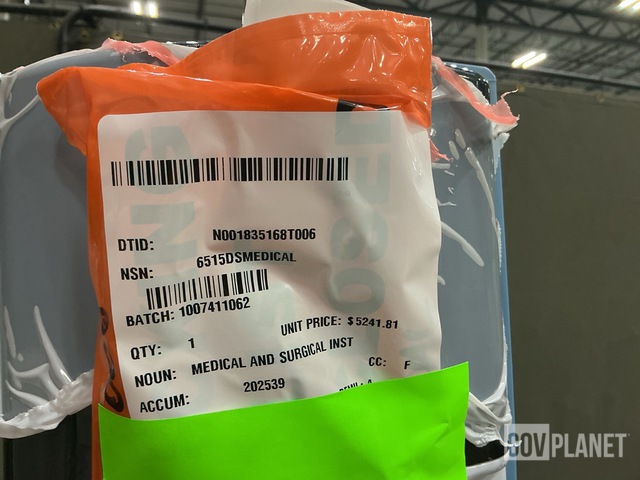 DTID: N001835168T006
NSN: 6515DSMEDICAL
BATCH: 1007411062
UNIT PRICE: $5241.81
QTY: 1
NOUN: MEDICAL AND SURGICAL INST
CC: F
ACCUM: 202539
GOVPLANET